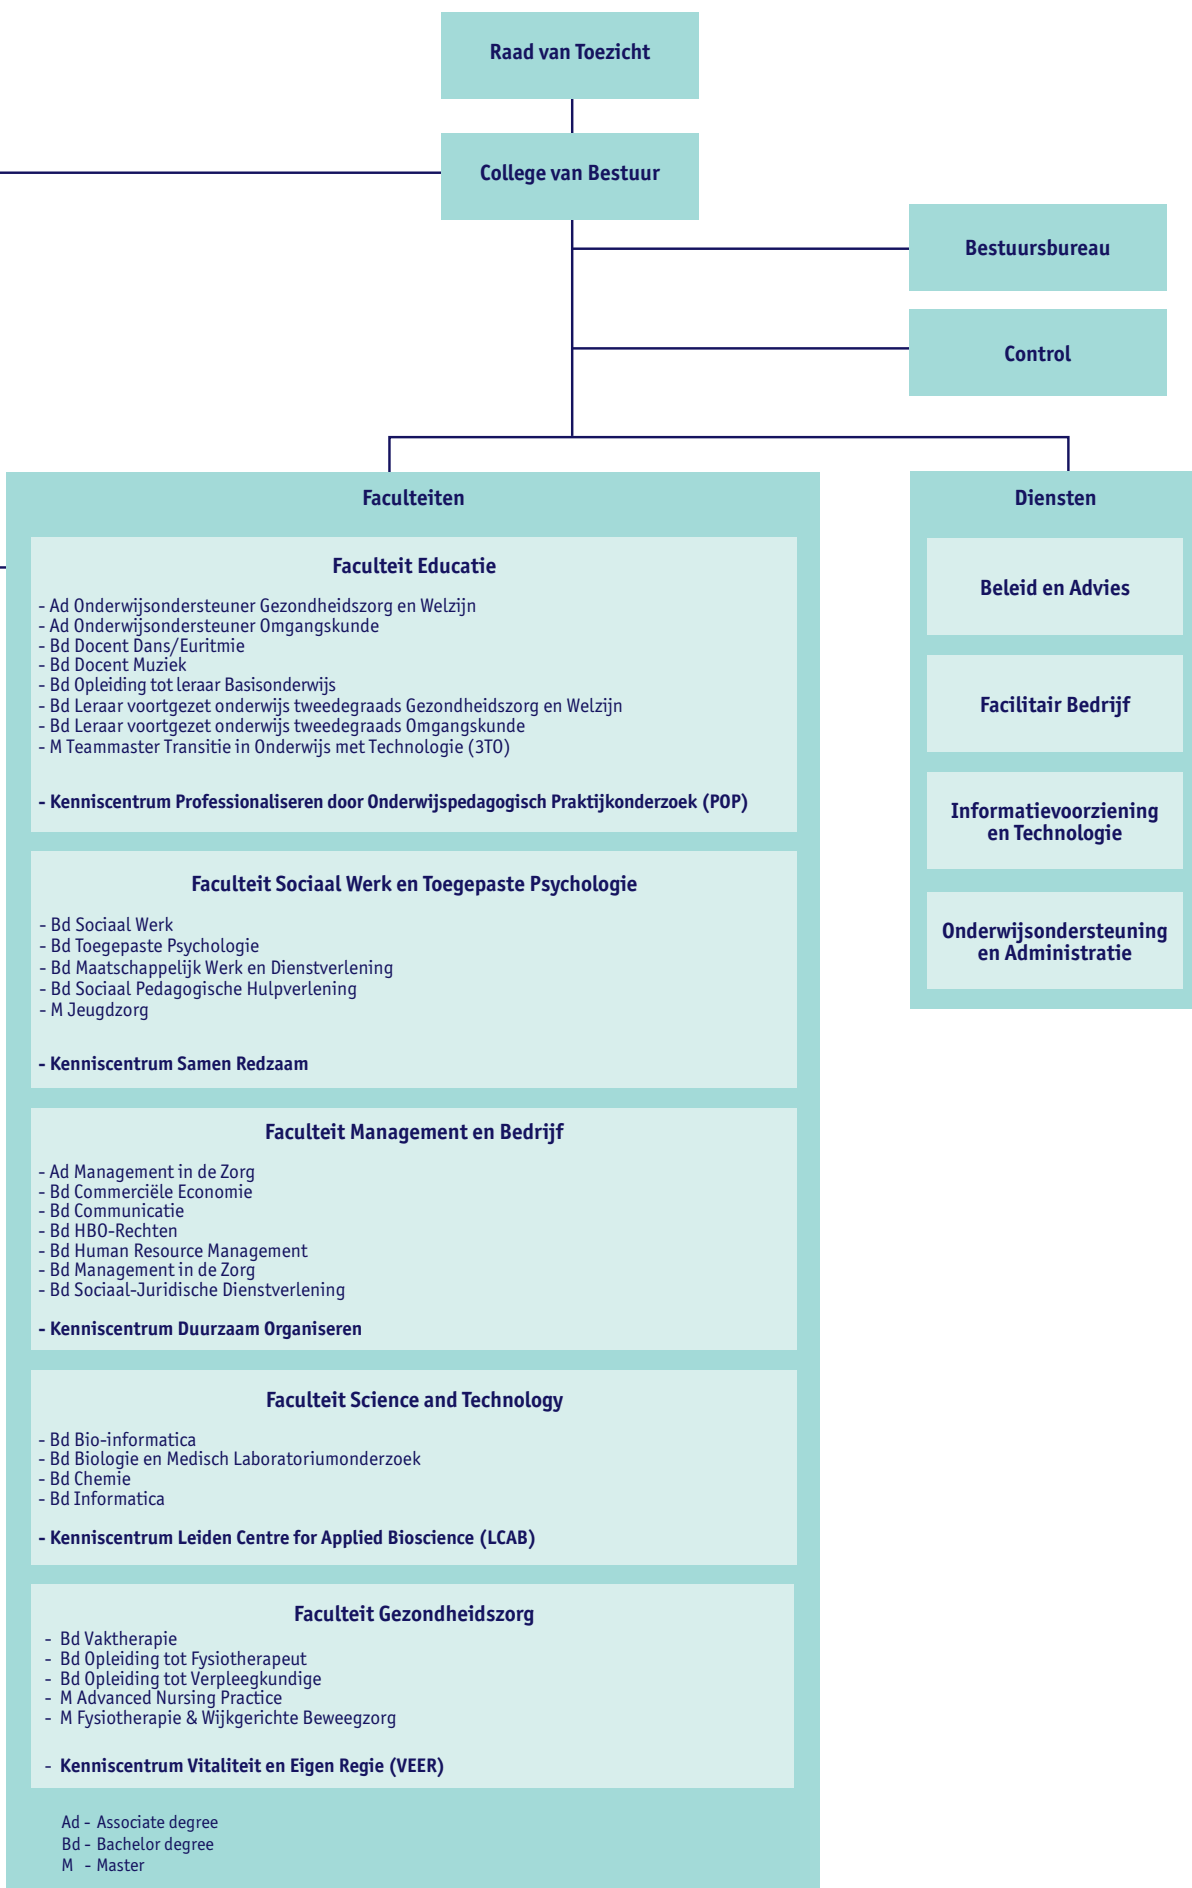 Raad van Toezicht
College van Bestuur
Bestuursbureau
Control
Faculteiten
Faculteit Educatie
- Ad Onderwijsondersteuner Gezondheidszorg en Welzijn
- Ad Onderwijsondersteuner Omgangskunde
- Bd Docent Dans/Euritmie
- Bd Docent Muziek
- Bd Opleiding tot leraar Basisonderwijs
- Bd Leraar voortgezet onderwijs tweedegraads Gezondheidszorg en Welzijn
- Bd Leraar voortgezet onderwijs tweedegraads Omgangskunde
- M Teammaster Transitie in Onderwijs met Technologie (3TO)
- Kenniscentrum Professionaliseren door Onderwijspedagogisch Praktijkonderzoek (POP)
Faculteit Sociaal Werk en Toegepaste Psychologie
- Bd Sociaal Werk
- Bd Toegepaste Psychologie
- Bd Maatschappelijk Werk en Dienstverlening
- Bd Sociaal Pedagogische Hulpverlening
- M Jeugdzorg
- Kenniscentrum Samen Redzaam
Faculteit Management en Bedrijf
- Ad Management in de Zorg
- Bd Commerciële Economie
- Bd Communicatie
- Bd HBO-Rechten
- Bd Human Resource Management
- Bd Management in de Zorg
- Bd Sociaal-Juridische Dienstverlening
- Kenniscentrum Duurzaam Organiseren
Faculteit Science and Technology
- Bd Bio-informatica
- Bd Biologie en Medisch Laboratoriumonderzoek
- Bd Chemie
- Bd Informatica
- Kenniscentrum Leiden Centre for Applied Bioscience (LCAB)
Faculteit Gezondheidszorg
- Bd Vaktherapie
- Bd Opleiding tot Fysiotherapeut
- Bd Opleiding tot Verpleegkundige
- M Advanced Nursing Practice
- M Fysiotherapie & Wijkgerichte Beweegzorg
- Kenniscentrum Vitaliteit en Eigen Regie (VEER)
Ad - Associate degree
Bd - Bachelor degree
M - Master
Diensten
Beleid en Advies
Facilitair Bedrijf
Informatievoorziening
en Technologie
Onderwijsondersteuning
en Administratie